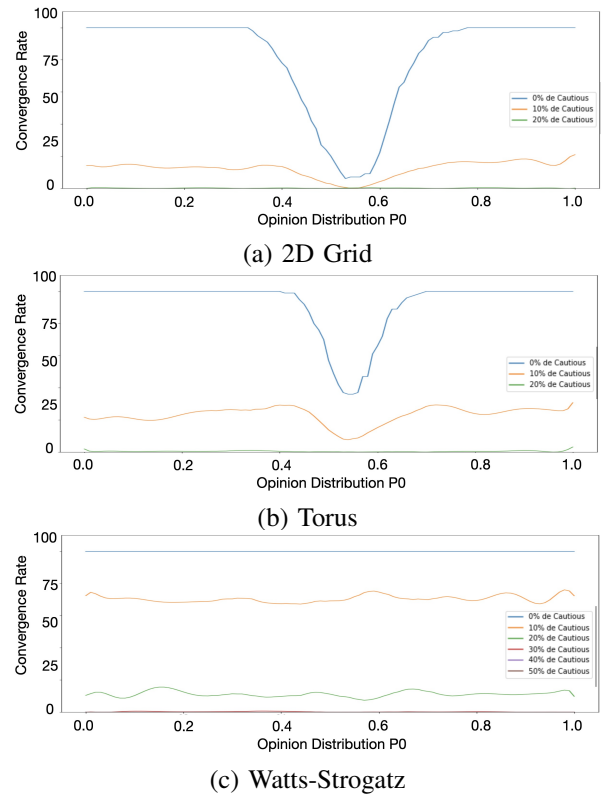 Convergence Rate
100
75
50
25
0
0% de Cautious
10% de Cautious
20% de Cautious
0.0 0.2 0.4 0.6 0.8 1.0
Opinion Distribution P0
(a) 2D Grid
Convergence Rate
100
75
50
25
0
0% de Cautious
10% de Cautious
20% de Cautious
0.0 0.2 0.4 0.6 0.8 1.0
Opinion Distribution P0
(b) Torus
Convergence Rate
100
75
50
25
0
0% de Cautious
10% de Cautious
20% de Cautious
30% de Cautious
40% de Cautious
50% de Cautious
0.0 0.2 0.4 0.6 0.8 1.0
Opinion Distribution P0
(c) Watts-Strogatz